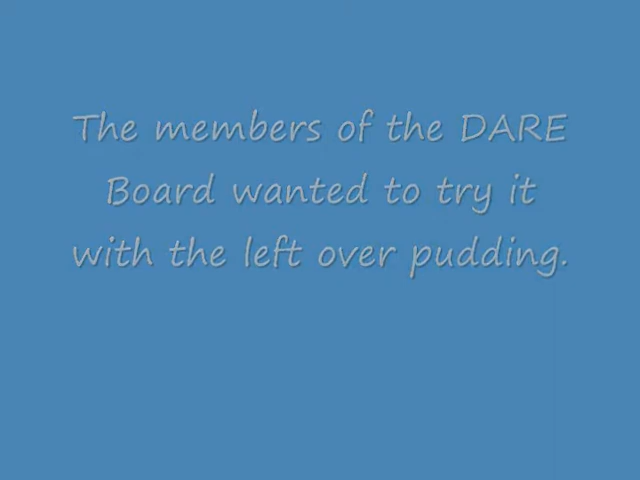 The members of the DARE
Board wanted to try it
with the left over pudding.